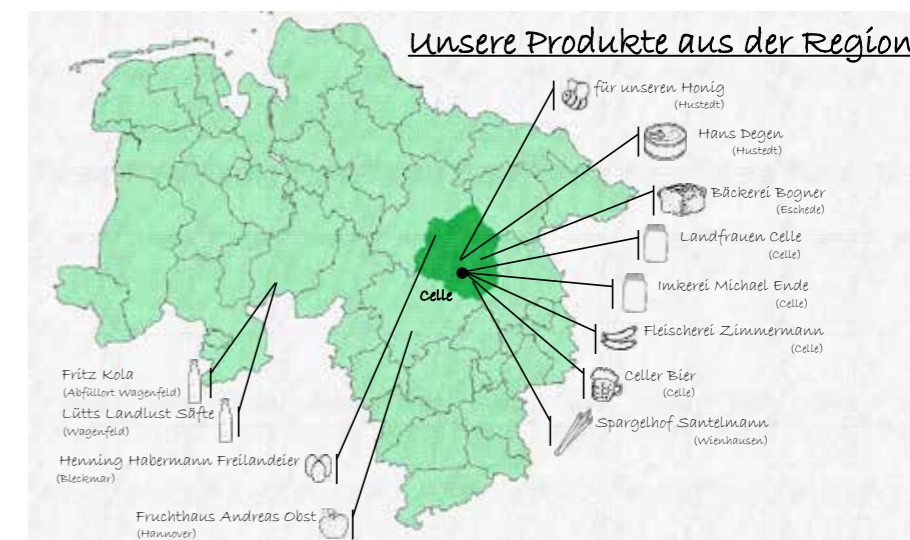 Unsere Produkte aus der Region
für unseren Honig
(Hustedt)
Hans Degen
(Hustedt)
Bäckerei Bogner
(Eschede)
Landfrauen Celle
(Celle)
Imkerei Michael Ende
(Celle)
Fleischerei Zimmermann
(Celle)
Celler Bier
(Celle)
Spargelhof Santelmann
(Wienhausen)
Celle
Fritz Kola
(Abfüllort Wagenfeld)
Lütts Landlust Säfte
(Wagenfeld)
Henning Habermann Freilandeier
(Bleckmar)
Fruchthaus Andreas Obst
(Hannover)